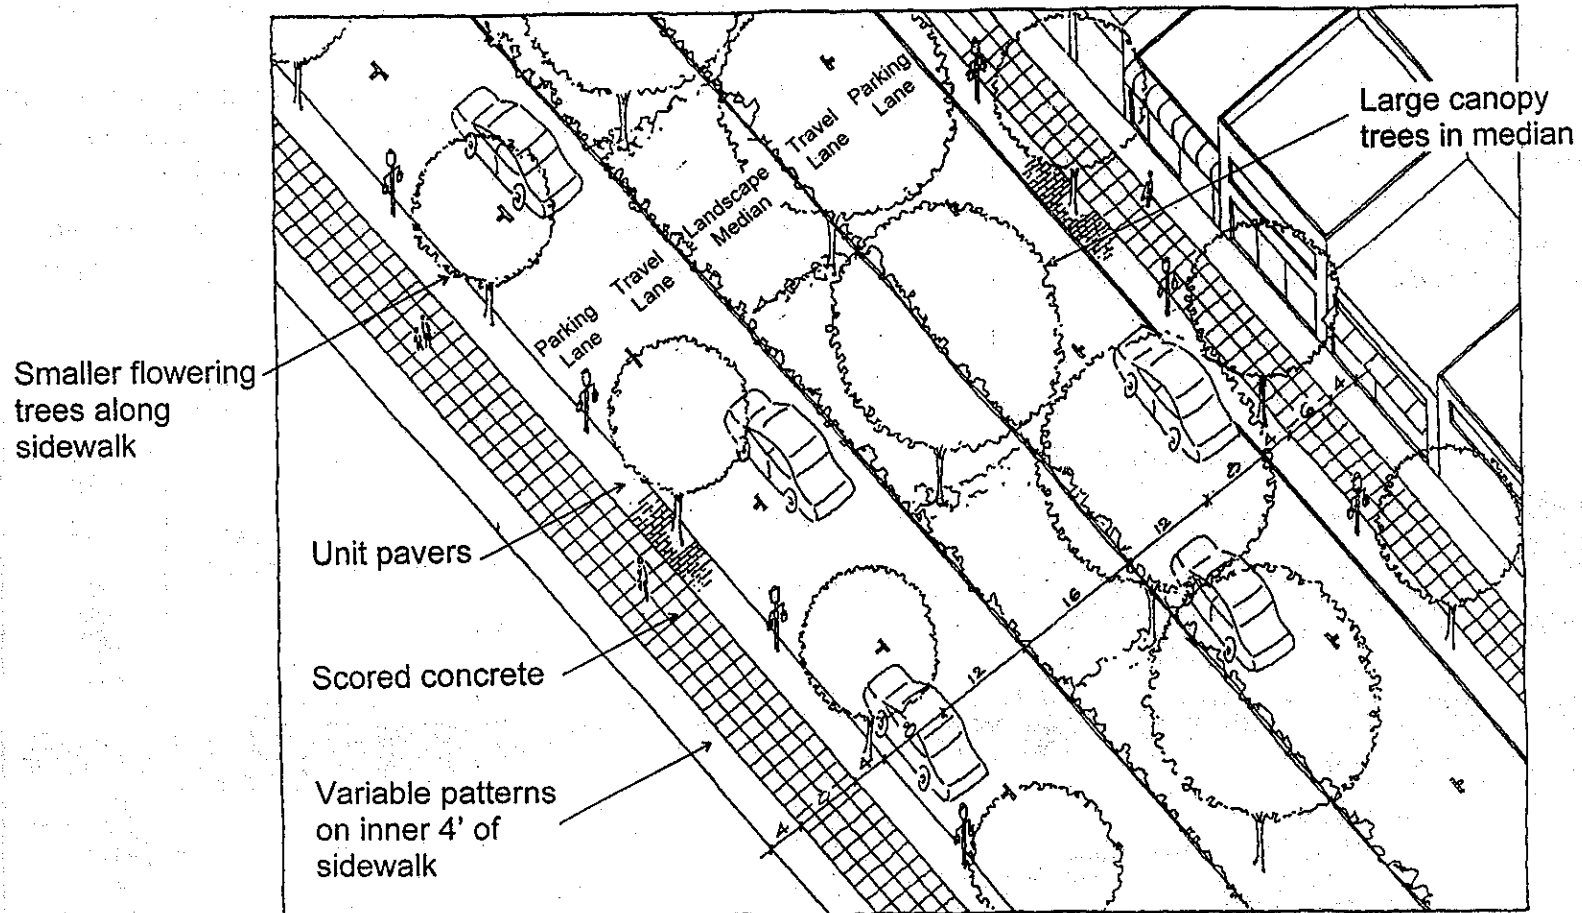 Large canopy
trees in median
Parking
Lane
Travel
Lane
Landscape
Median
Travel
Lane
Parking
Lane
Smaller flowering
trees along
sidewalk
Unit pavers
Scored concrete
Variable patterns
on inner 4' of
sidewalk
4
12
16
12
4